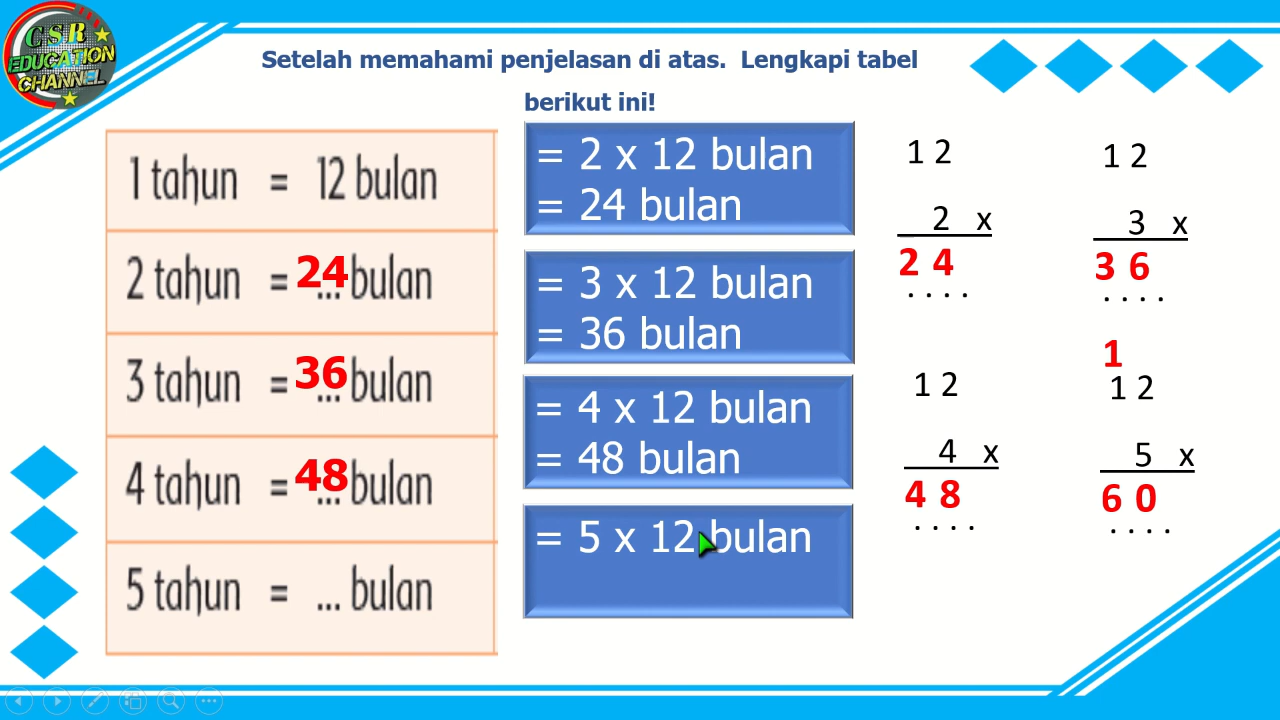 CSR
EDUCATION
CHANNEL
Setelah memahami penjelasan di atas. Lengkapi tabel
berikut ini!
1 tahun = 12 bulan
2 tahun = 24 ... bulan
3 tahun = 36 ... bulan
4 tahun = 48 ... bulan
5 tahun = ... bulan
= 2 x 12 bulan
= 24 bulan
= 3 x 12 bulan
= 36 bulan
= 4 x 12 bulan
= 48 bulan
= 5 x 12 bulan
1 2
2 x
2 4
. . . .
1 2
3 x
3 6
. . . .
1 2
4 x
4 8
. . . .
1
1 2
5 x
6 0
. . . .